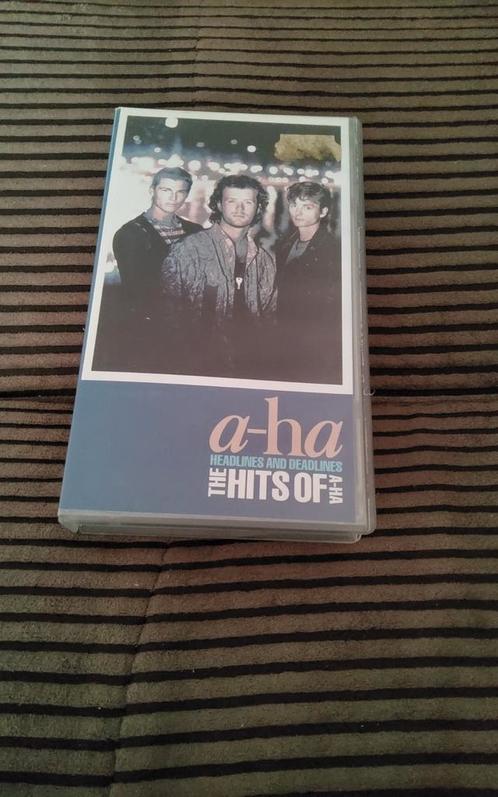 a-ha
HEADLINES AND DEADLINES
THE HITS OF A-HA